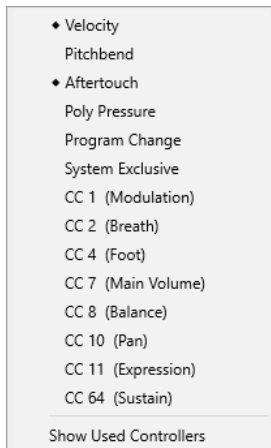 Velocity
Pitchbend
Aftertouch
Poly Pressure
Program Change
System Exclusive
CC 1 (Modulation)
CC 2 (Breath)
CC 4 (Foot)
CC 7 (Main Volume)
CC 8 (Balance)
CC 10 (Pan)
CC 11 (Expression)
CC 64 (Sustain)
Show Used Controllers